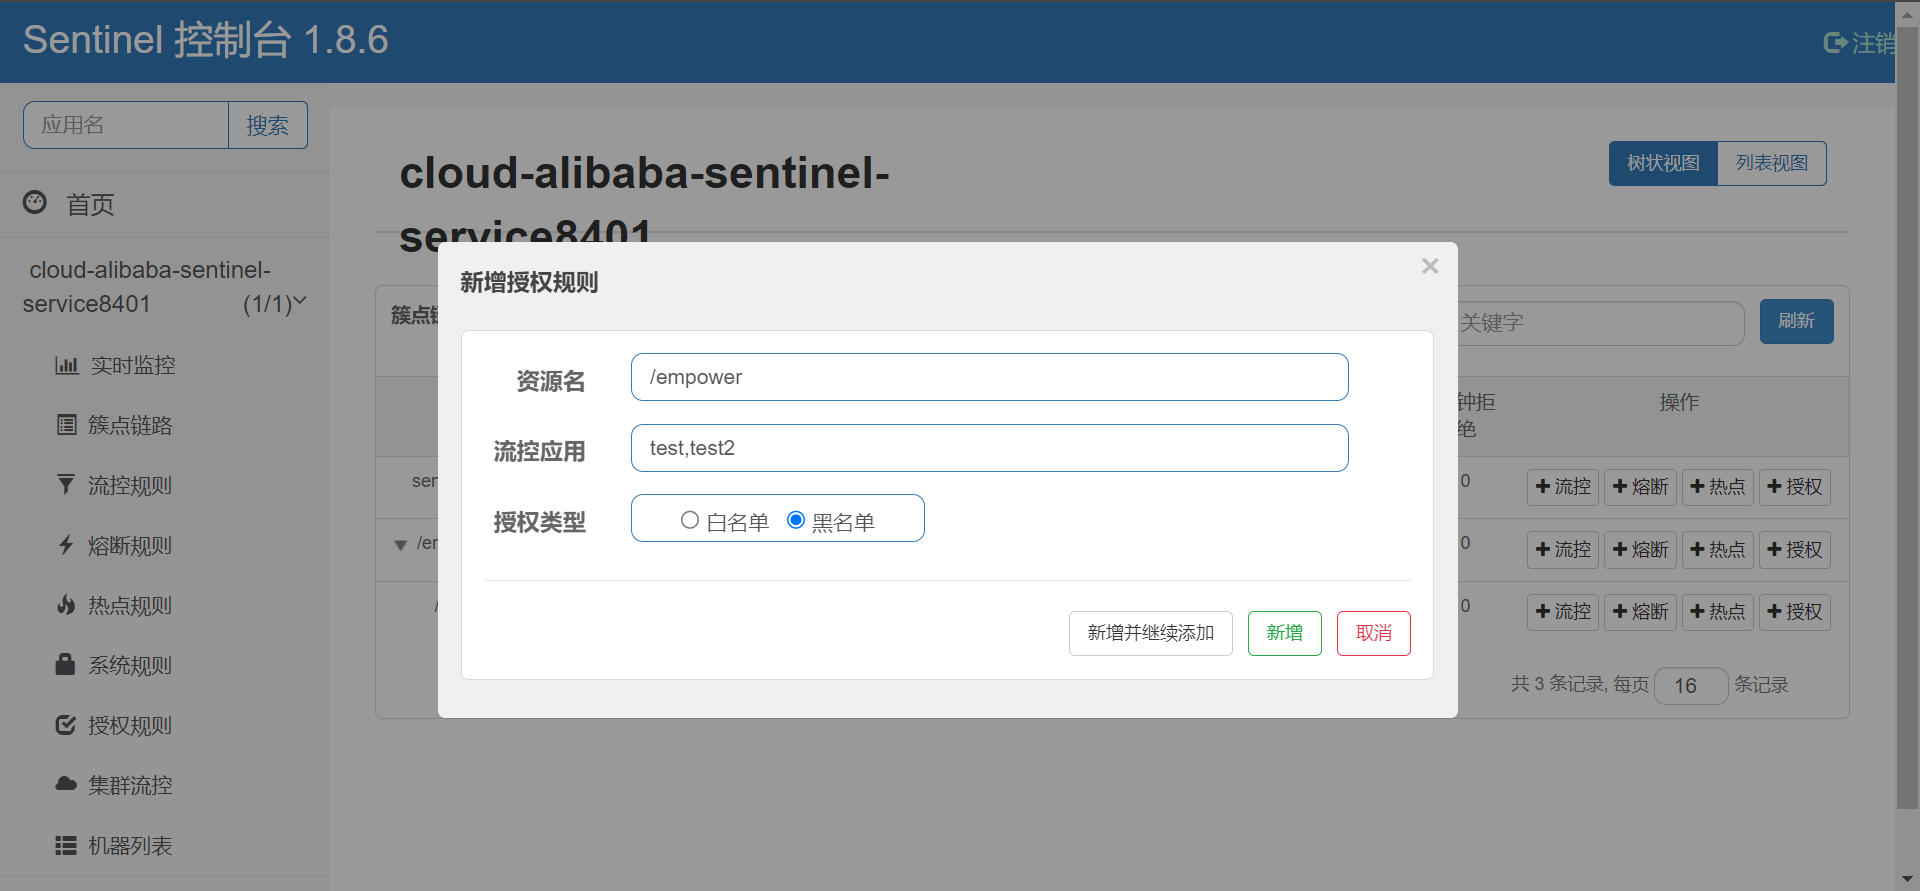 Sentinel 控制台 1.8.6
注销
应用名
搜索
首页
cloud-alibaba-sentinel-
service8401 (1/1)
实时监控
簇点链路
流控规则
熔断规则
热点规则
系统规则
授权规则
集群流控
机器列表
cloud-alibaba-sentinel-
service8401
树状视图
列表视图
簇点
关键字
刷新
钟拒
绝
操作
sen
0
流控 熔断 热点 授权
0
流控 熔断 热点 授权
/
0
流控 熔断 热点 授权
共 3 条记录, 每页 16 条记录
新增授权规则
×
资源名 /empower
流控应用 test,test2
授权类型 白名单 黑名单
新增并继续添加 新增 取消